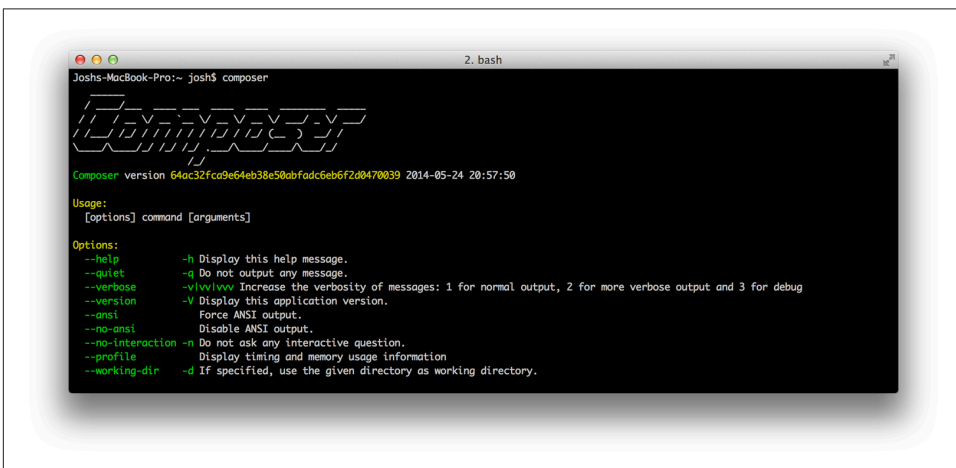 2. bash
Joshs-MacBook-Pro:~ josh$ composer
Composer
Composer version 64ac32fca9e64eb38e50abfadc6eb6f2d0470039 2014-05-24 20:57:50
Usage:
[options] command [arguments]
Options:
--help -h Display this help message.
--quiet -q Do not output any message.
--verbose -v|vv|vvv Increase the verbosity of messages: 1 for normal output, 2 for more verbose output and 3 for debug
--version -V Display this application version.
--ansi Force ANSI output.
--no-ansi Disable ANSI output.
--no-interaction -n Do not ask any interactive question.
--profile Display timing and memory usage information
--working-dir -d If specified, use the given directory as working directory.